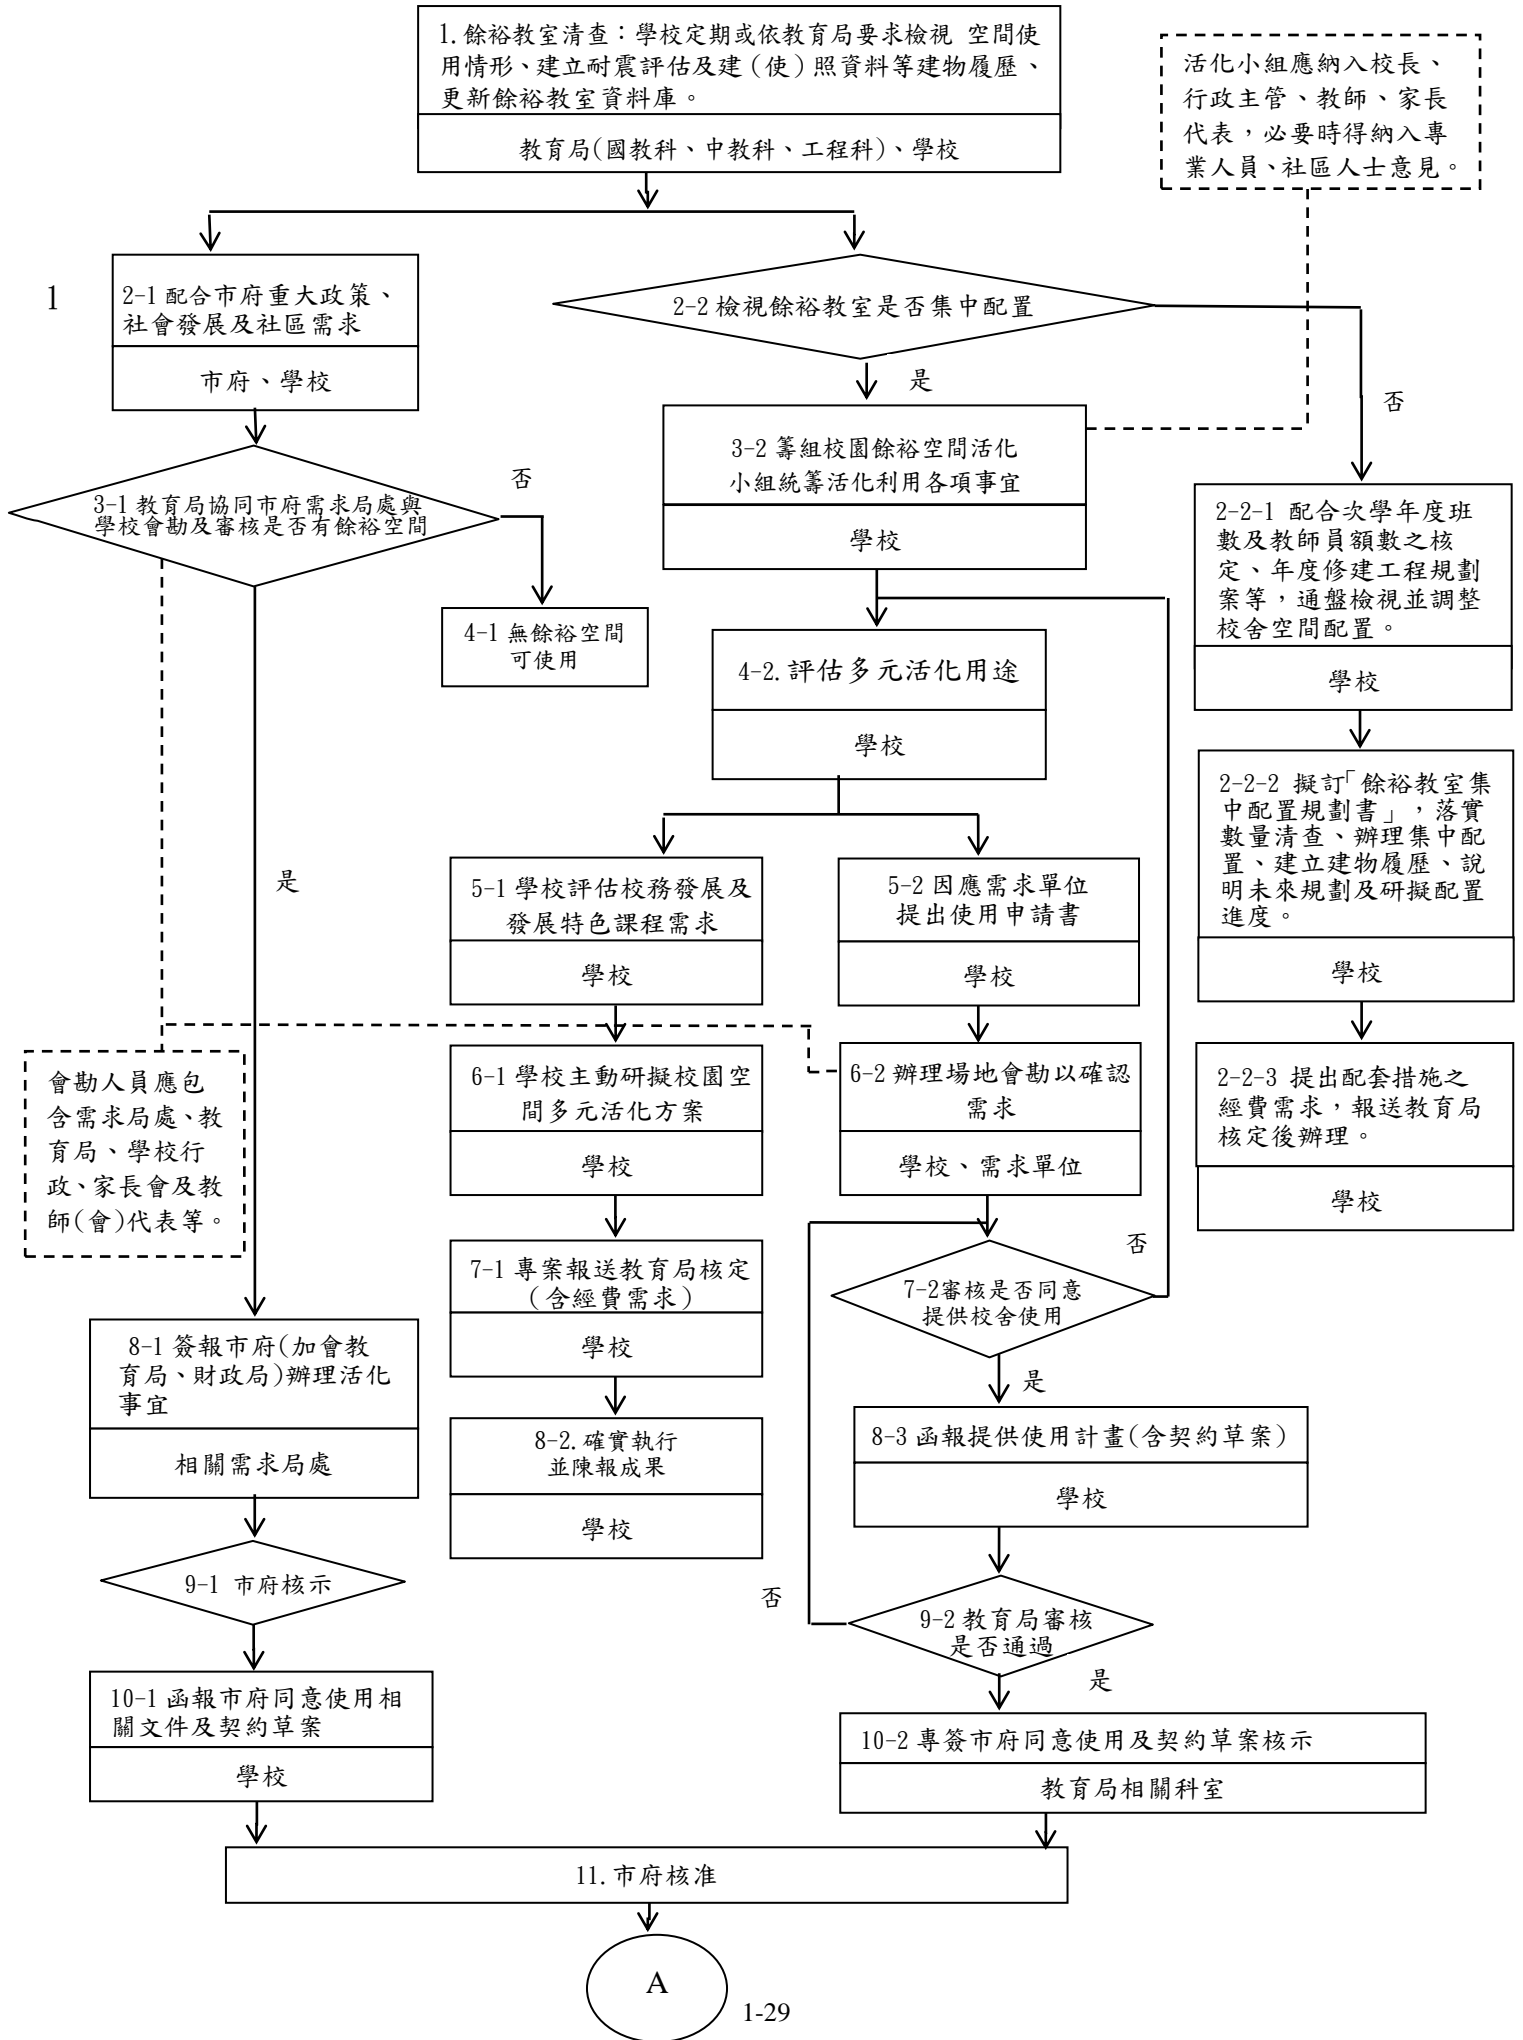 1.餘裕教室清查：學校定期或依教育局要求檢視 空間使
用情形、建立耐震評估及建(使)照資料等建物履歷、
更新餘裕教室資料庫。
教育局(國教科、中教科、工程科)、學校
活化小組應納入校長、
行政主管、教師、家長
代表，必要時得納入專
業人員、社區人士意見。
1
2-1 配合市府重大政策、
社會發展及社區需求
市府、學校
2-2 檢視餘裕教室是否集中配置
是
否
3-1 教育局協同市府需求局處與
學校會勘及審核是否有餘裕空間
否
是
4-1 無餘裕空間
可使用
3-2 籌組校園餘裕空間活化
小組統籌活化利用各項事宜
學校
2-2-1 配合次學年度班
數及教師員額數之核
定、年度修建工程規劃
案等，通盤檢視並調整
校舍空間配置。
學校
4-2.評估多元活化用途
學校
2-2-2 擬訂「餘裕教室集
中配置規劃書」，落實
數量清查、辦理集中配
置、建立建物履歷、說
明未來規劃及研擬配置
進度。
學校
5-1 學校評估校務發展及
發展特色課程需求
學校
5-2 因應需求單位
提出使用申請書
學校
會勘人員應包
含需求局處、教
育局、學校行
政、家長會及教
師(會)代表等。
6-1 學校主動研擬校園空
間多元活化方案
學校
6-2 辦理場地會勘以確認
需求
學校、需求單位
2-2-3 提出配套措施之
經費需求，報送教育局
核定後辦理。
學校
7-1 專案報送教育局核定
(含經費需求)
學校
7-2審核是否同意
提供校舍使用
否
是
8-1 簽報市府(加會教
育局、財政局)辦理活化
事宜
相關需求局處
8-2.確實執行
並陳報成果
學校
8-3 函報提供使用計畫(含契約草案)
學校
9-1 市府核示
9-2 教育局審核
是否通過
否
是
10-1 函報市府同意使用相
關文件及契約草案
學校
10-2 專簽市府同意使用及契約草案核示
教育局相關科室
11.市府核准
A
1-29